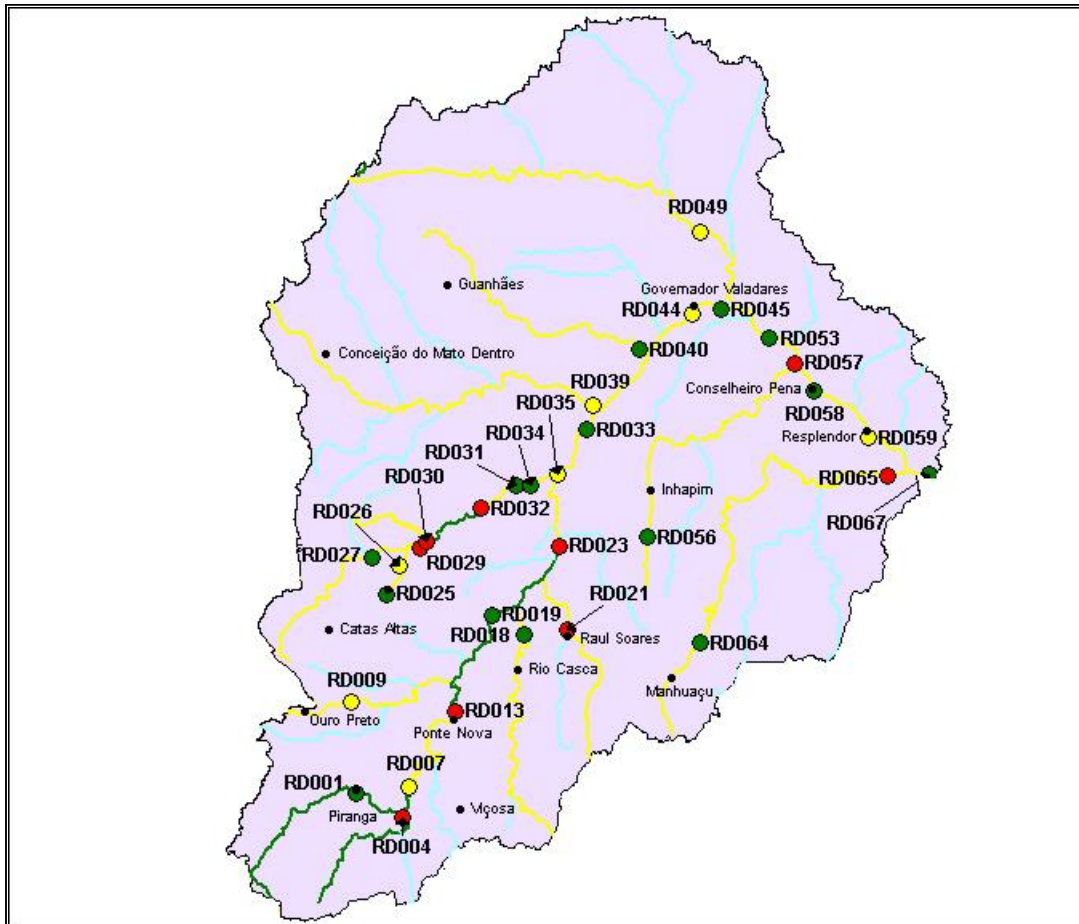 RD049
Guanhães
Governador Valadares
RD044
RD045
RD053
RD040
Conceição do Mato Dentro
RD057
RD039
Conselheiro Pena
RD035
RD058
RD033
RD034
Resplendor
RD059
RD031
RD030
RD065
Inhapim
RD067
RD026
RD032
RD056
RD023
RD027
RD029
RD025
RD021
RD019
Catas Altas
RD018
Raul Soares
RD064
Rio Casca
Manhuaçu
RD009
Ouro Preto
RD013
Ponte Nova
RD007
RD001
Viçosa
Piranga
RD004